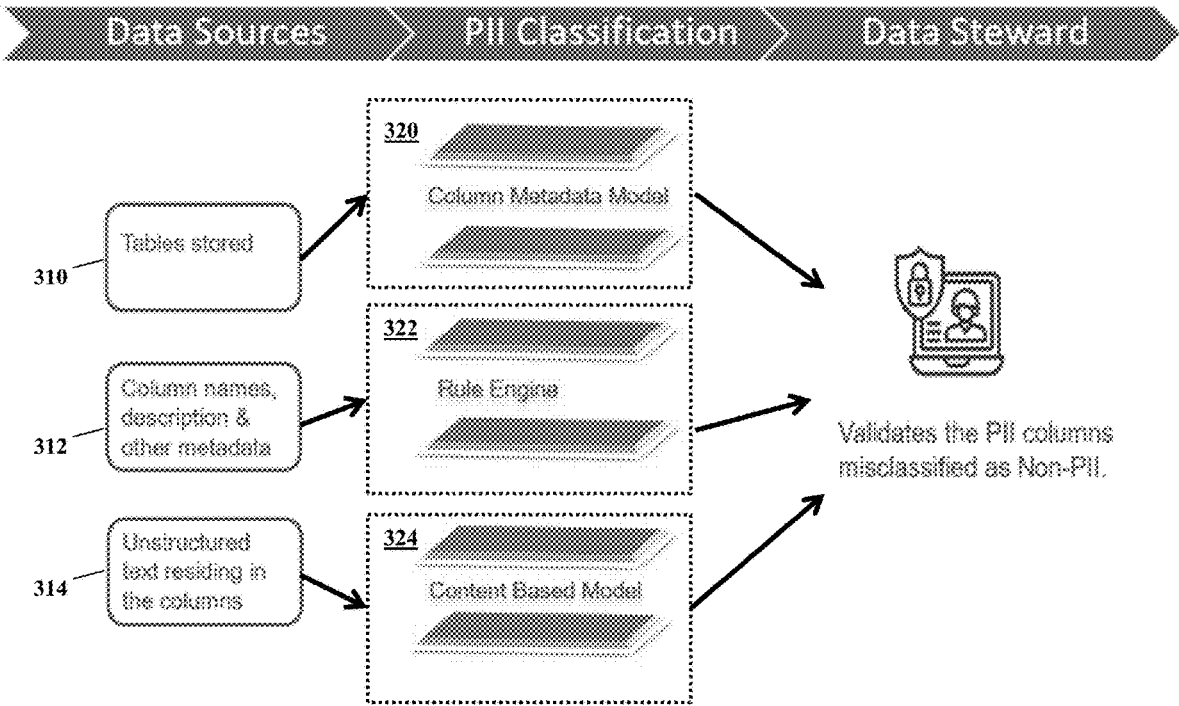 Data Sources
PII Classification
Data Steward
310
Tables stored
312
Column names,
description &
other metadata
314
Unstructured
text residing in
the columns
320
Column Metadata Model
322
Rule Engine
324
Content Based Model
Validates the PII columns
misclassified as Non-PII.